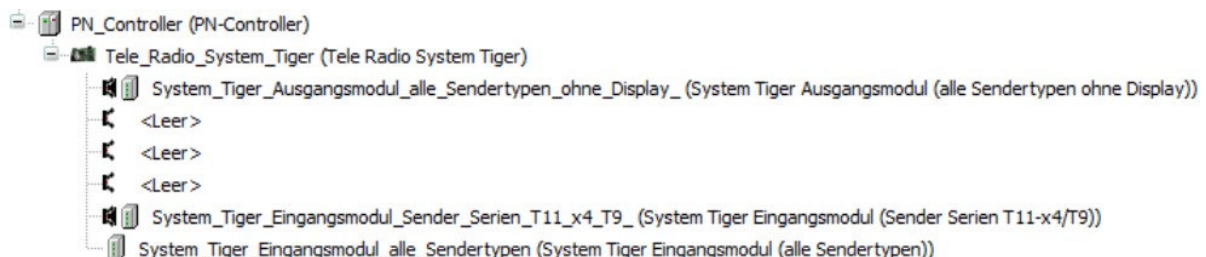 PN_Controller (PN-Controller)
Tele_Radio_System_Tiger (Tele Radio System Tiger)
System_Tiger_Ausgangsmodul_alle_Sendertypen_ohne_Display_ (System Tiger Ausgangsmodul (alle Sendertypen ohne Display))
<Leer>
<Leer>
<Leer>
System_Tiger_Eingangsmodul_Sender_Serien_T11_x4_T9_ (System Tiger Eingangsmodul (Sender Serien T11-x4/T9))
System_Tiger_Eingangsmodul_alle_Sendertypen (System Tiger Eingangsmodul (alle Sendertypen))